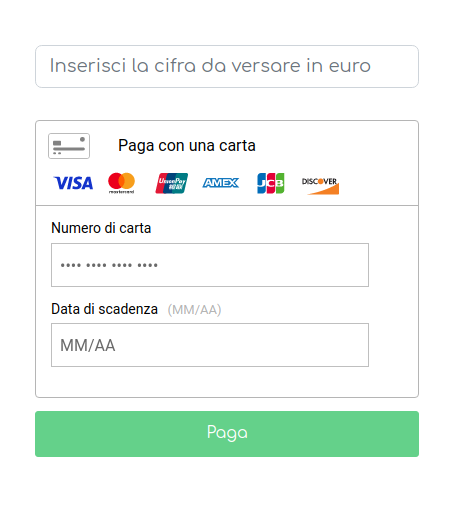 Inserisci la cifra da versare in euro
Paga con una carta
VISA mastercard UnionPay 银联 AMEX JCB DISCOVER
Numero di carta
•••• •••• •••• ••••
Data di scadenza (MM/AA)
MM/AA
Paga